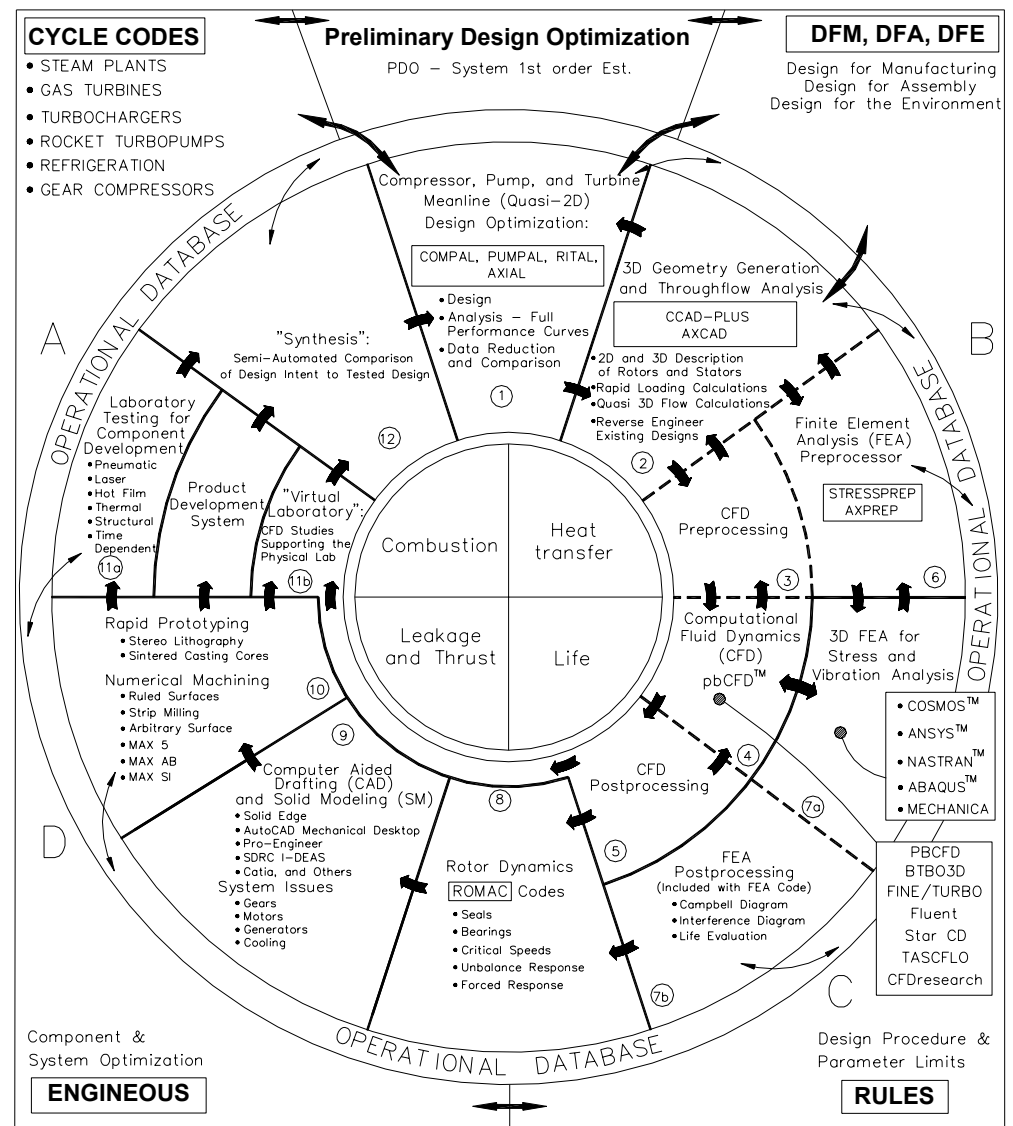 CYCLE CODES
• STEAM PLANTS
• GAS TURBINES
• TURBOCHARGERS
• ROCKET TURBOPUMPS
• REFRIGERATION
• GEAR COMPRESSORS
Preliminary Design Optimization
PDO – System 1st order Est.
DFM, DFA, DFE
Design for Manufacturing
Design for Assembly
Design for the Environment
OPERATIONAL DATABASE
OPERATIONAL DATABASE
OPERATIONAL DATABASE
A
B
C
D
Compressor, Pump, and Turbine
Meanline (Quasi–2D)
Design Optimization:
COMPAL, PUMPAL, RITAL,
AXIAL
• Design
• Analysis – Full
Performance Curves
• Data Reduction
and Comparison
1
3D Geometry Generation
and Throughflow Analysis
CCAD–PLUS
AXCAD
• 2D and 3D Description
of Rotors and Stators
• Rapid Loading Calculations
• Quasi 3D Flow Calculations
• Reverse Engineer
Existing Designs
2
CFD
Preprocessing
3
Finite Element
Analysis (FEA)
Preprocessor
STRESSPREP
AXPREP
6
Computational
Fluid Dynamics
(CFD)
pbCFD™
4
3D FEA for
Stress and
Vibration Analysis
• COSMOS™
• ANSYS™
• NASTRAN™
• ABAQUS™
• MECHANICA
7a
PBCFD
BTBO3D
FINE/TURBO
Fluent
Star CD
TASCFLO
CFDresearch
CFD
Postprocessing
5
FEA
Postprocessing
(Included with FEA Code)
• Campbell Diagram
• Interference Diagram
• Life Evaluation
7b
8
Rotor Dynamics
ROMAC Codes
• Seals
• Bearings
• Critical Speeds
• Unbalance Response
• Forced Response
9
Computer Aided
Drafting (CAD)
and Solid Modeling (SM)
• Solid Edge
• AutoCAD Mechanical Desktop
• Pro–Engineer
• SDRC I–DEAS
• Catia, and Others
System Issues
• Gears
• Motors
• Generators
• Cooling
10
Rapid Prototyping
• Stereo Lithography
• Sintered Casting Cores
Numerical Machining
• Ruled Surfaces
• Strip Milling
• Arbitrary Surface
• MAX 5
• MAX AB
• MAX SI
Laboratory
Testing for
Component
Development
• Pneumatic
• Laser
• Hot Film
• Thermal
• Structural
• Time
Dependent
11a
Product
Development
System
"Virtual
Laboratory":
CFD Studies
Supporting the
Physical Lab
11b
"Synthesis":
Semi–Automated Comparison
of Design Intent to Tested Design
12
Combustion
Heat
transfer
Leakage
and Thrust
Life
Component &
System Optimization
ENGINEOUS
Design Procedure &
Parameter Limits
RULES